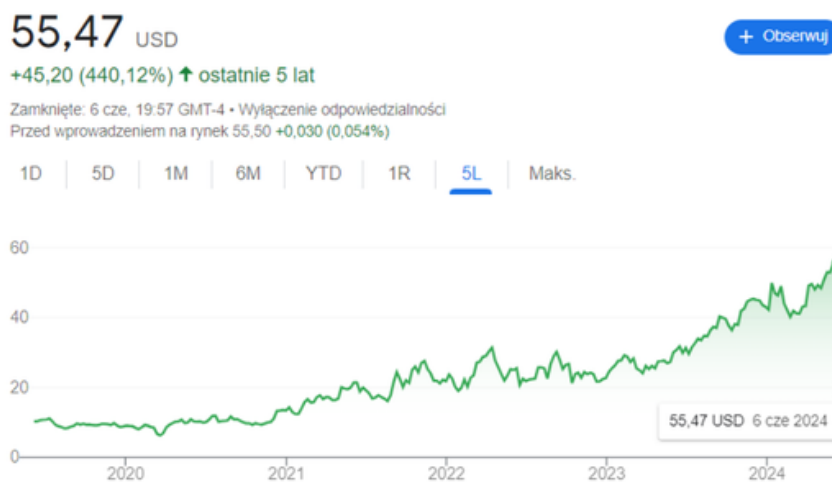 55,47 USD
+ Obserwuj
+45,20 (440,12%) ↑ ostatnie 5 lat
Zamknięte: 6 cze, 19:57 GMT-4 • Wyłączenie odpowiedzialności
Przed wprowadzeniem na rynek 55,50 +0,030 (0,054%)
1D 5D 1M 6M YTD 1R 5L Maks.
60
40
20
55,47 USD 6 cze 2024
0
2020 2021 2022 2023 2024